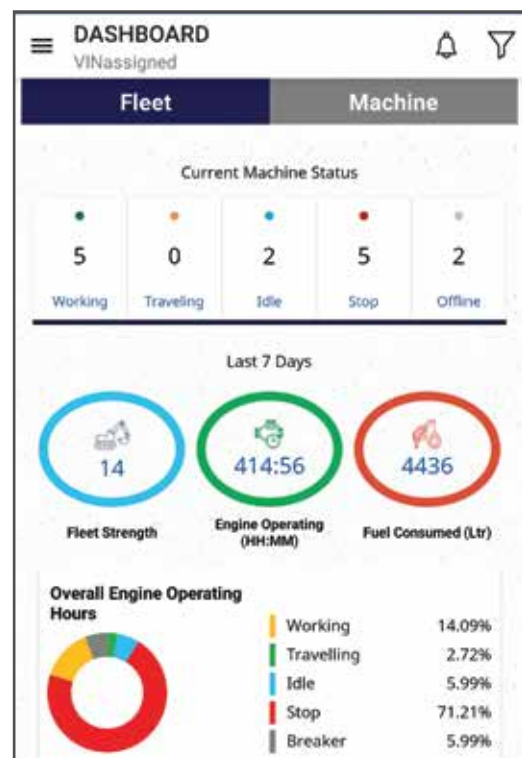 DASHBOARD
VINassigned
Fleet Machine
Current Machine Status
5 0 2 5 2
Working Traveling Idle Stop Offline
Last 7 Days
14 414:56 4436
Fleet Strength Engine Operating (HH:MM) Fuel Consumed (Ltr)
Overall Engine Operating Hours
Working 14.09%
Travelling 2.72%
Idle 5.99%
Stop 71.21%
Breaker 5.99%